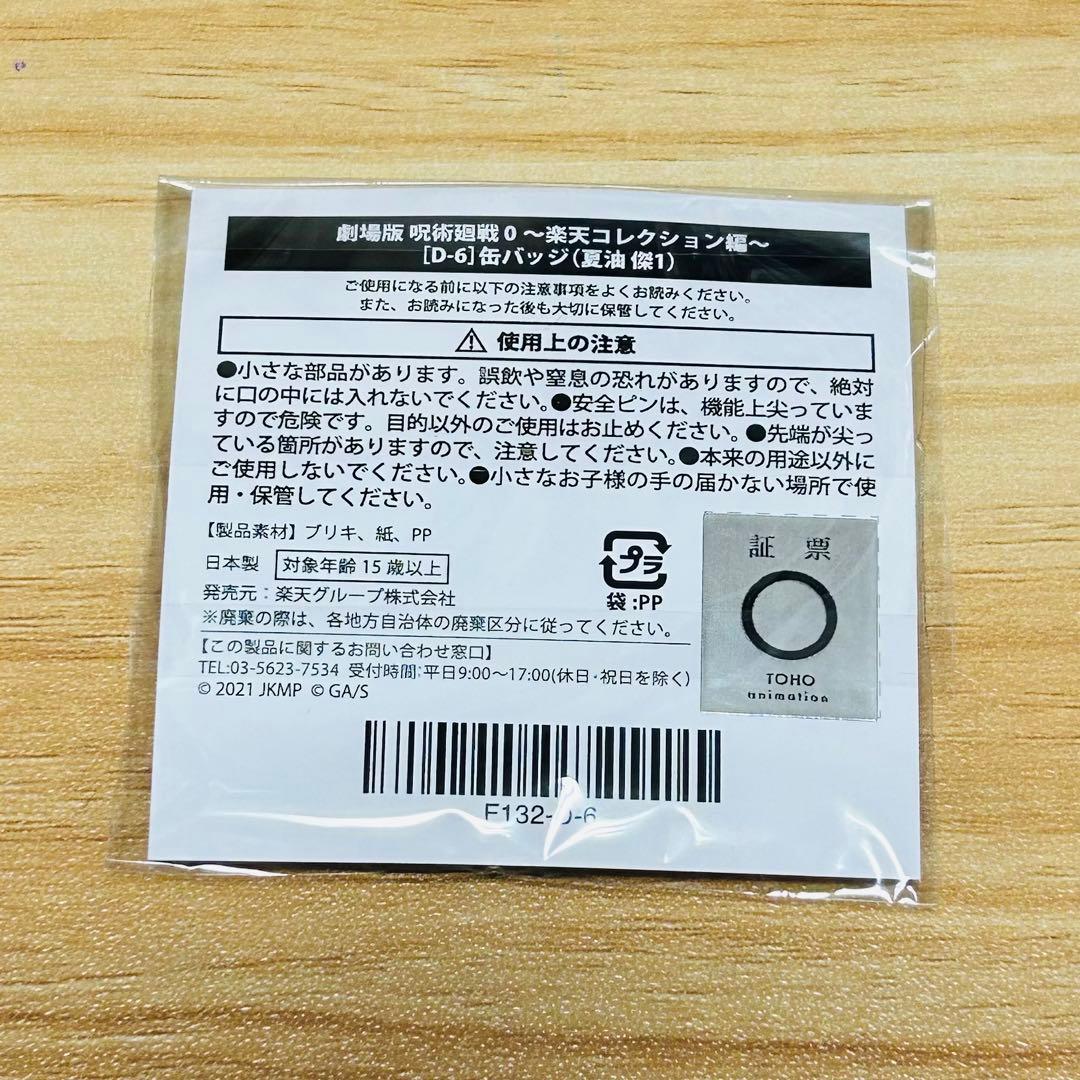 劇場版 呪術廻戦 0 ～楽天コレクション編～
［D-6］缶バッジ（夏油 傑1）
ご使用になる前に以下の注意事項をよくお読みください。
また、お読みになった後も大切に保管してください。
⚠ 使用上の注意
●小さな部品があります。誤飲や窒息の恐れがありますので、絶対
に口の中には入れないでください。●安全ピンは、機能上尖っていま
すので危険です。目的以外のご使用はお止めください。●先端が尖っ
ている箇所がありますので、注意してください。●本来の用途以外に
ご使用しないでください。●小さなお子様の手の届かない場所で使
用・保管してください。
【製品素材】ブリキ、紙、PP
日本製 対象年齢 15 歳以上
発売元：楽天グループ株式会社
※廃棄の際は、各地方自治体の廃棄区分に従ってください。
【この製品に関するお問い合わせ窓口】
TEL:03-5623-7534 受付時間:平日9:00～17:00(休日・祝日を除く)
© 2021 JKMP © GA/S
プラ
袋:PP
証 票
TOHO
animation
F132-D-6